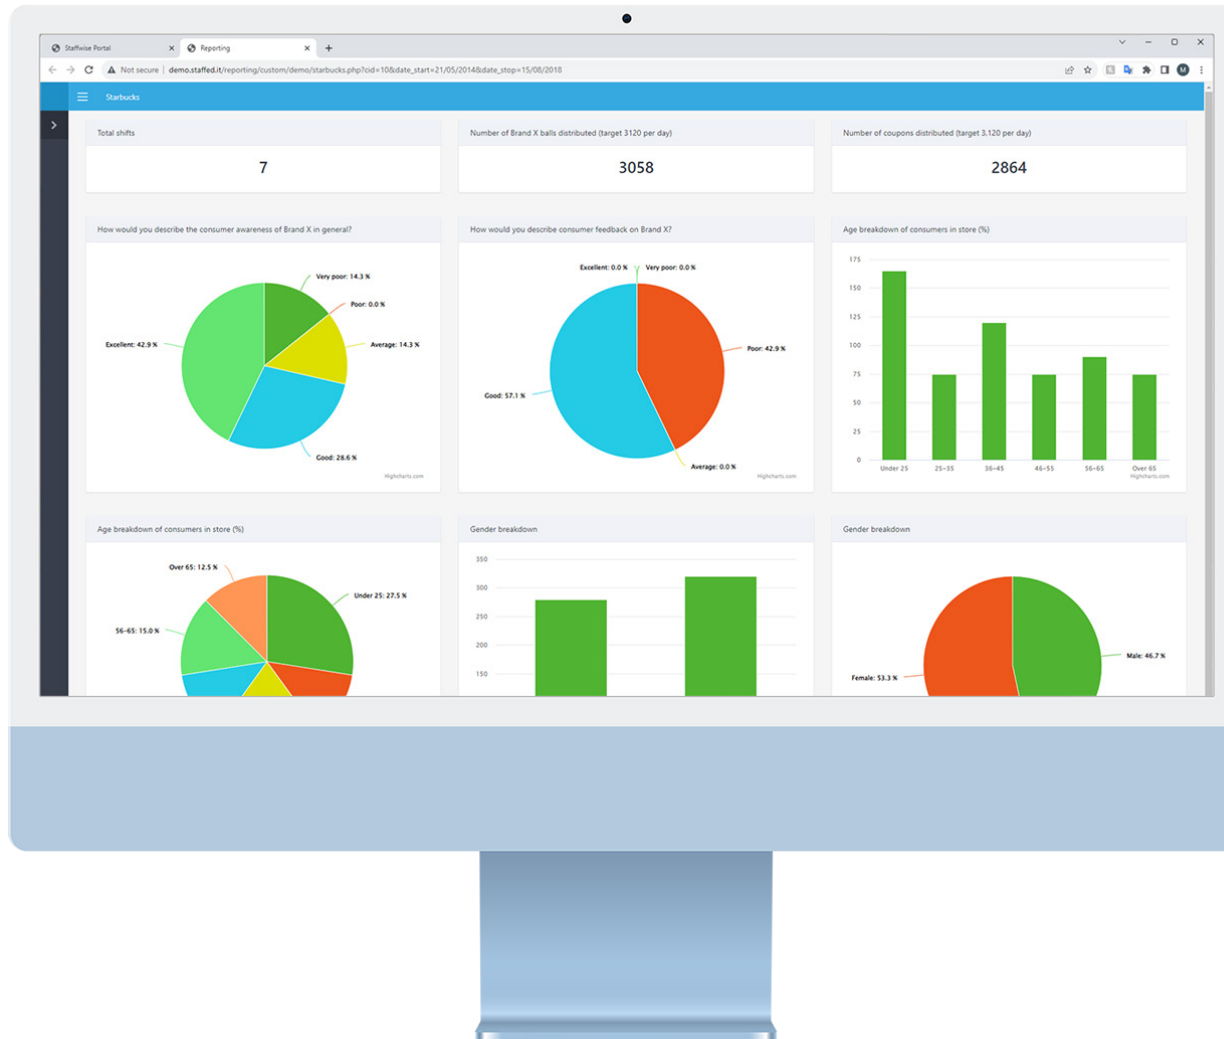 Staffwise Portal
Reporting
Not secure | demo.staffed.it/reporting/custom/demo/starbucks.php?cid=10&date_start=21/05/2014&date_stop=15/08/2018
M
Starbucks
Total shifts
7
Number of Brand X balls distributed (target 3120 per day)
3058
Number of coupons distributed (target 3.120 per day)
2864
How would you describe the consumer awareness of Brand X in general?
Very poor: 14.3 %
Poor: 0.0 %
Average: 14.3 %
Excellent: 42.9 %
Good: 28.6 %
Highcharts.com
How would you describe consumer feedback on Brand X?
Excellent: 0.0 %
Very poor: 0.0 %
Poor: 42.9 %
Good: 57.1 %
Average: 0.0 %
Highcharts.com
Age breakdown of consumers in store (%)
175
150
125
100
75
50
25
0
Under 25
25-35
36-45
46-55
56-65
Over 65
Highcharts.com
Age breakdown of consumers in store (%)
Over 65: 12.5 %
Under 25: 27.5 %
56-65: 15.0 %
Gender breakdown
350
300
250
200
150
Gender breakdown
Male: 46.7 %
Female: 53.3 %